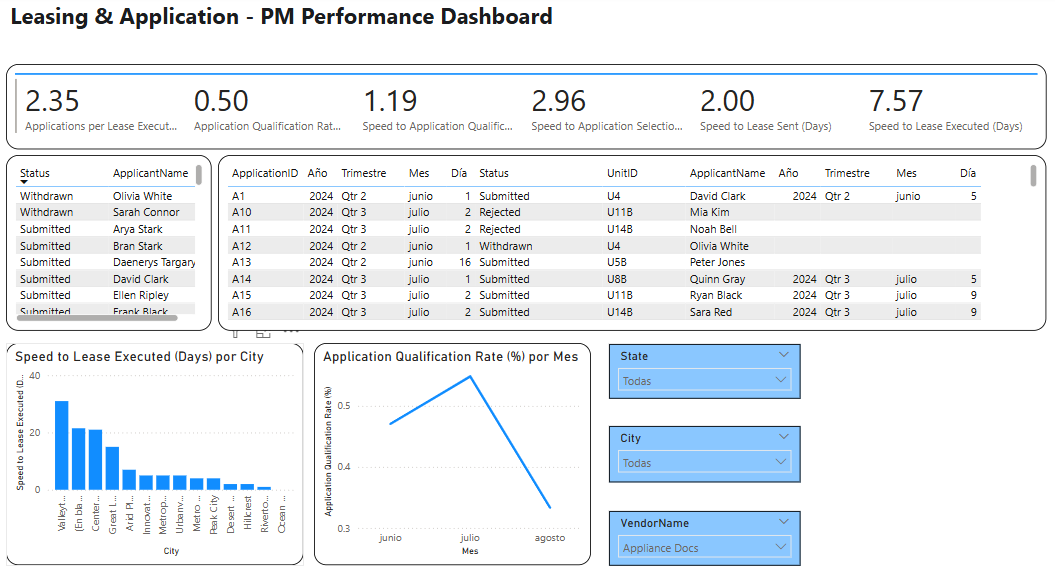 Leasing & Application - PM Performance Dashboard
2.35 0.50 1.19 2.96 2.00 7.57
Applications per Lease Execut... Application Qualification Rat... Speed to Application Qualific... Speed to Application Selectio... Speed to Lease Sent (Days) Speed to Lease Executed (Days)
Status ApplicantName
Withdrawn Olivia White
Withdrawn Sarah Connor
Submitted Arya Stark
Submitted Bran Stark
Submitted Daenerys Targary
Submitted David Clark
Submitted Ellen Ripley
Submitted Frank Black
ApplicationID Año Trimestre Mes Día Status UnitID ApplicantName Año Trimestre Mes Día
A1 2024 Qtr 2 junio 1 Submitted U4 David Clark 2024 Qtr 2 junio 5
A10 2024 Qtr 3 julio 2 Rejected U11B Mia Kim
A11 2024 Qtr 3 julio 2 Rejected U14B Noah Bell
A12 2024 Qtr 2 junio 1 Withdrawn U4 Olivia White
A13 2024 Qtr 2 junio 16 Submitted U5B Peter Jones
A14 2024 Qtr 3 julio 1 Submitted U8B Quinn Gray 2024 Qtr 3 julio 5
A15 2024 Qtr 3 julio 2 Submitted U11B Ryan Black 2024 Qtr 3 julio 9
A16 2024 Qtr 3 julio 2 Submitted U14B Sara Red 2024 Qtr 3 julio 9
Speed to Lease Executed (Days) por City
Speed to Lease Executed (D...
40
20
0
Valleyt... (En bla... Center... Great L... Arid Pl... Innovat... Metrop... Urbanv... Metro ... Peak City Desert ... Hillcrest Riverto... Ocean ...
City
Application Qualification Rate (%) por Mes
Application Qualification Rate (%)
0.5
0.4
0.3
junio julio agosto
Mes
State
Todas
City
Todas
VendorName
Appliance Docs